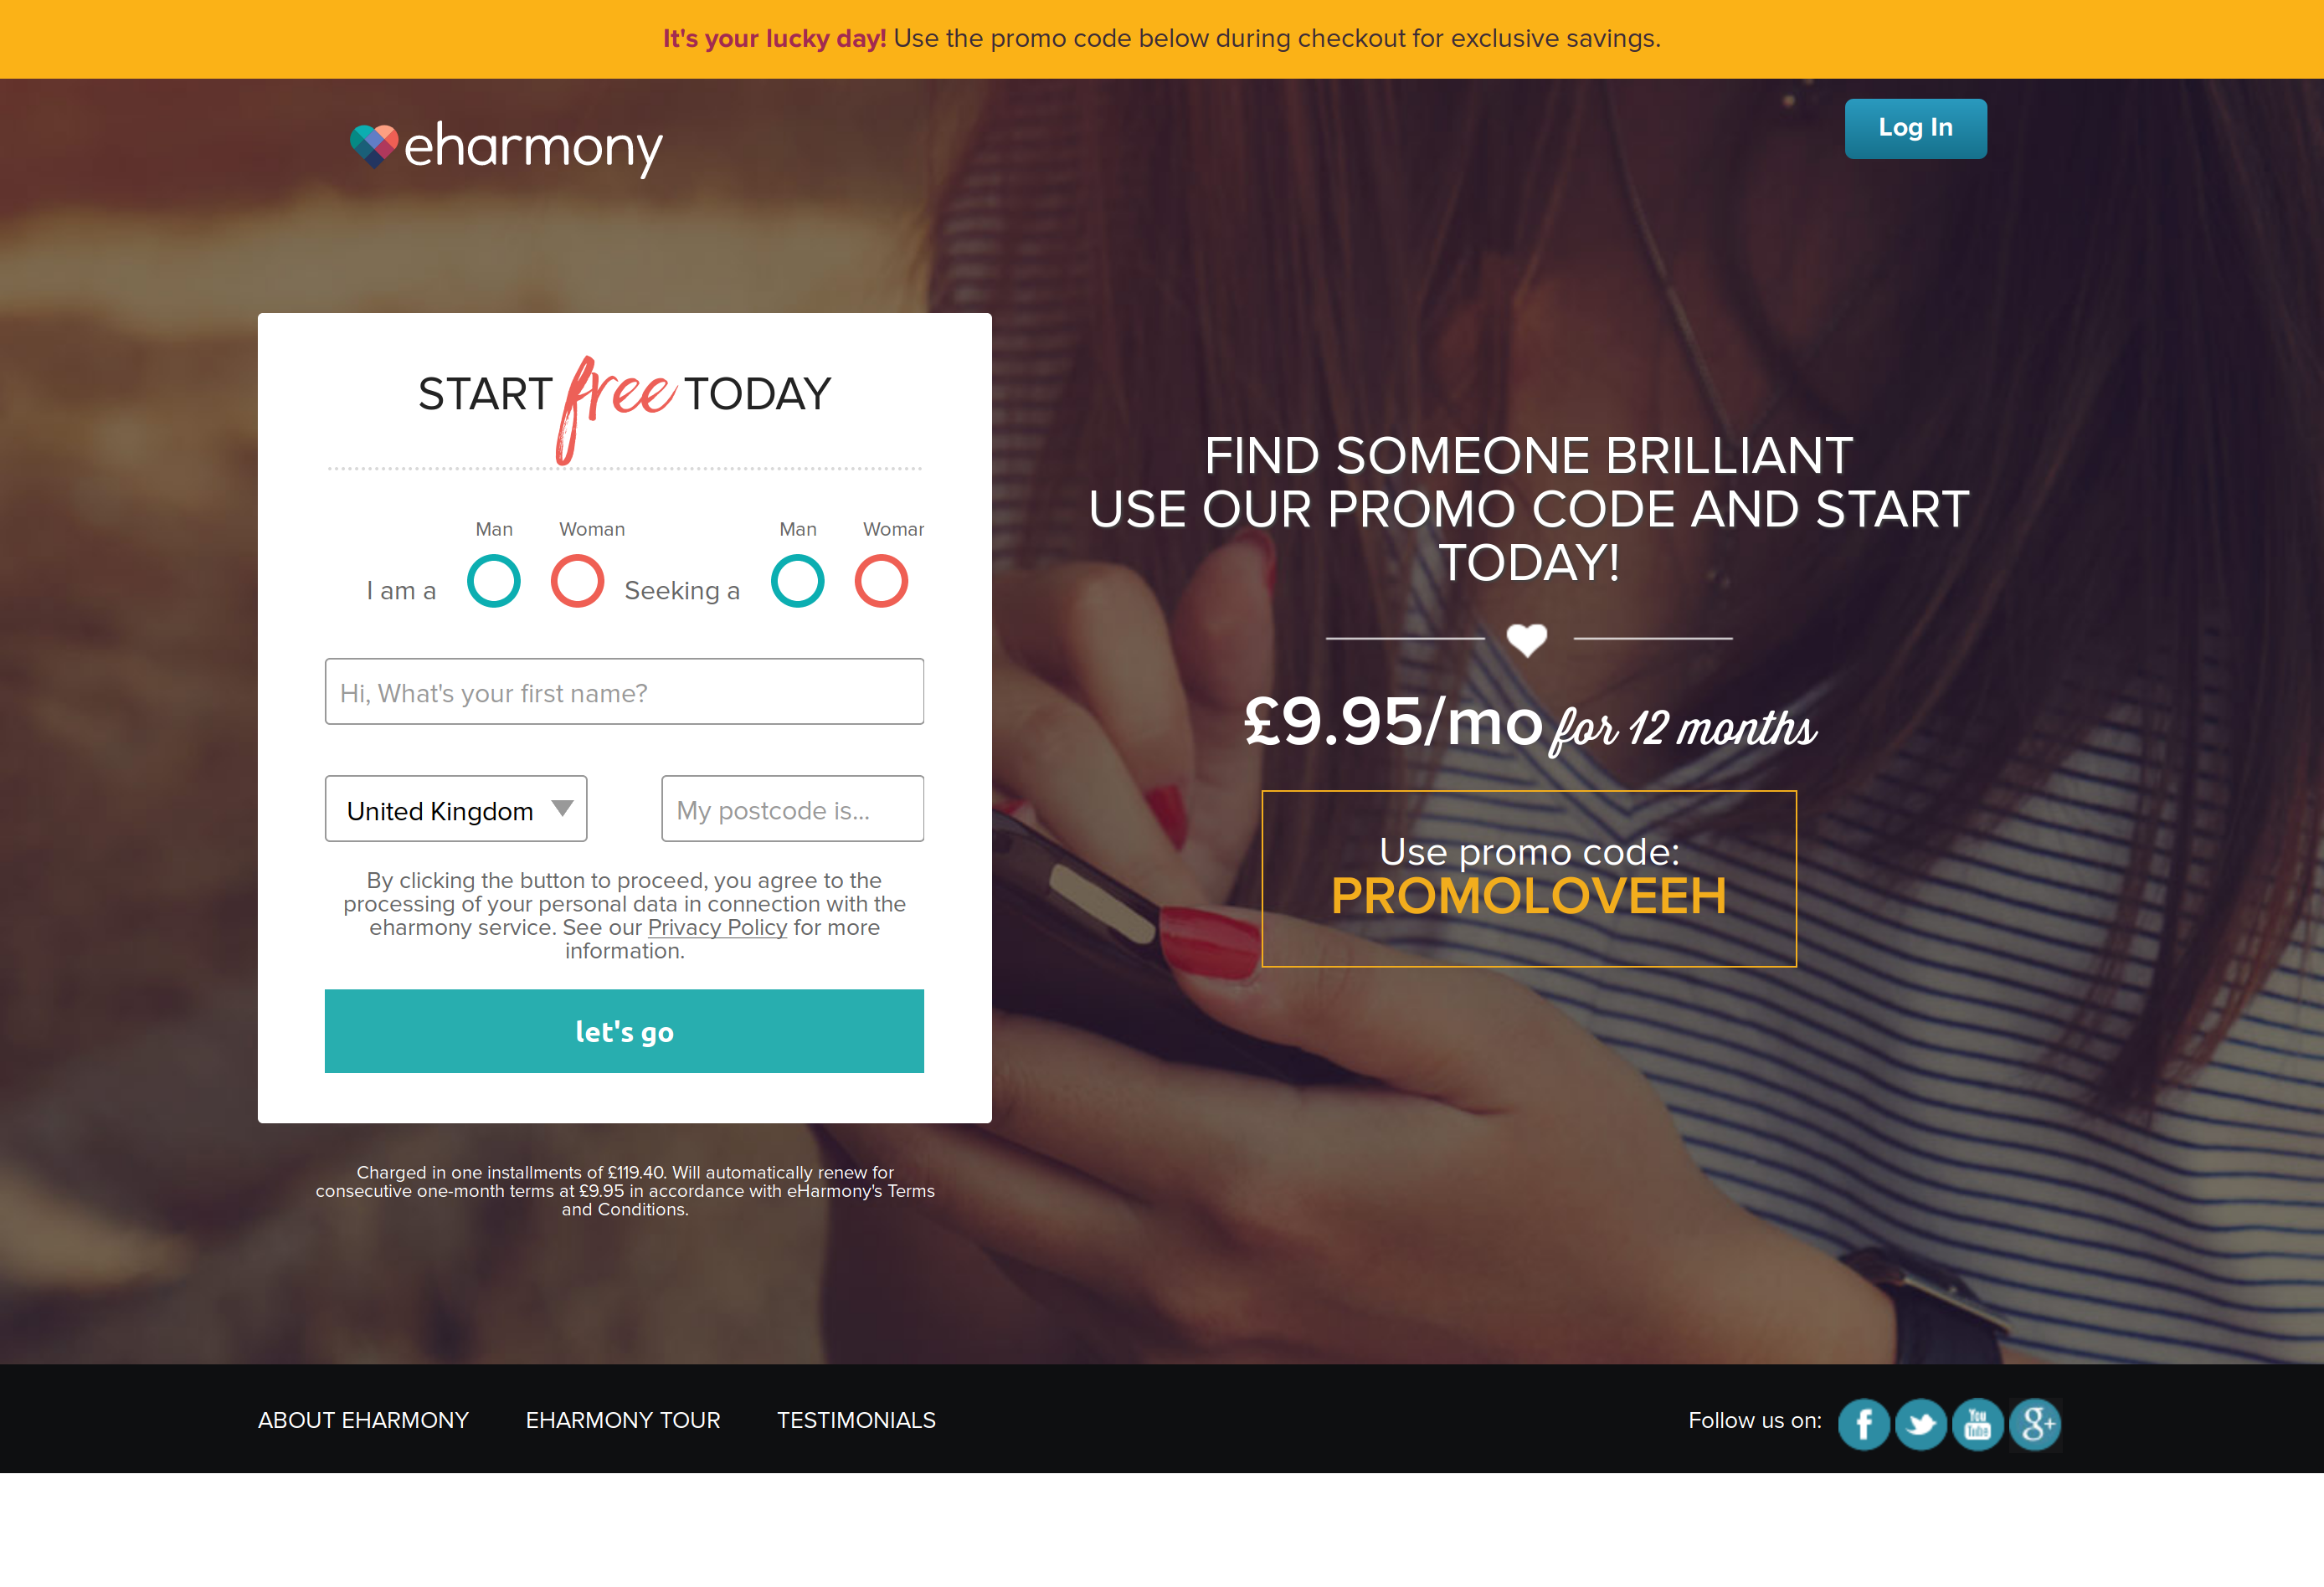 It's your lucky day! Use the promo code below during checkout for exclusive savings.
eharmony
Log In
START free TODAY
Man Woman Man Woman
I am a Seeking a
Hi, What's your first name?
United Kingdom
My postcode is...
By clicking the button to proceed, you agree to the
processing of your personal data in connection with the
eharmony service. See our Privacy Policy for more
information.
let's go
Charged in one installments of £119.40. Will automatically renew for
consecutive one-month terms at £9.95 in accordance with eHarmony's Terms
and Conditions.
FIND SOMEONE BRILLIANT
USE OUR PROMO CODE AND START
TODAY!
£9.95/mo for 12 months
Use promo code:
PROMOLOVEEH
ABOUT EHARMONY EHARMONY TOUR TESTIMONIALS
Follow us on: f You Tube g+